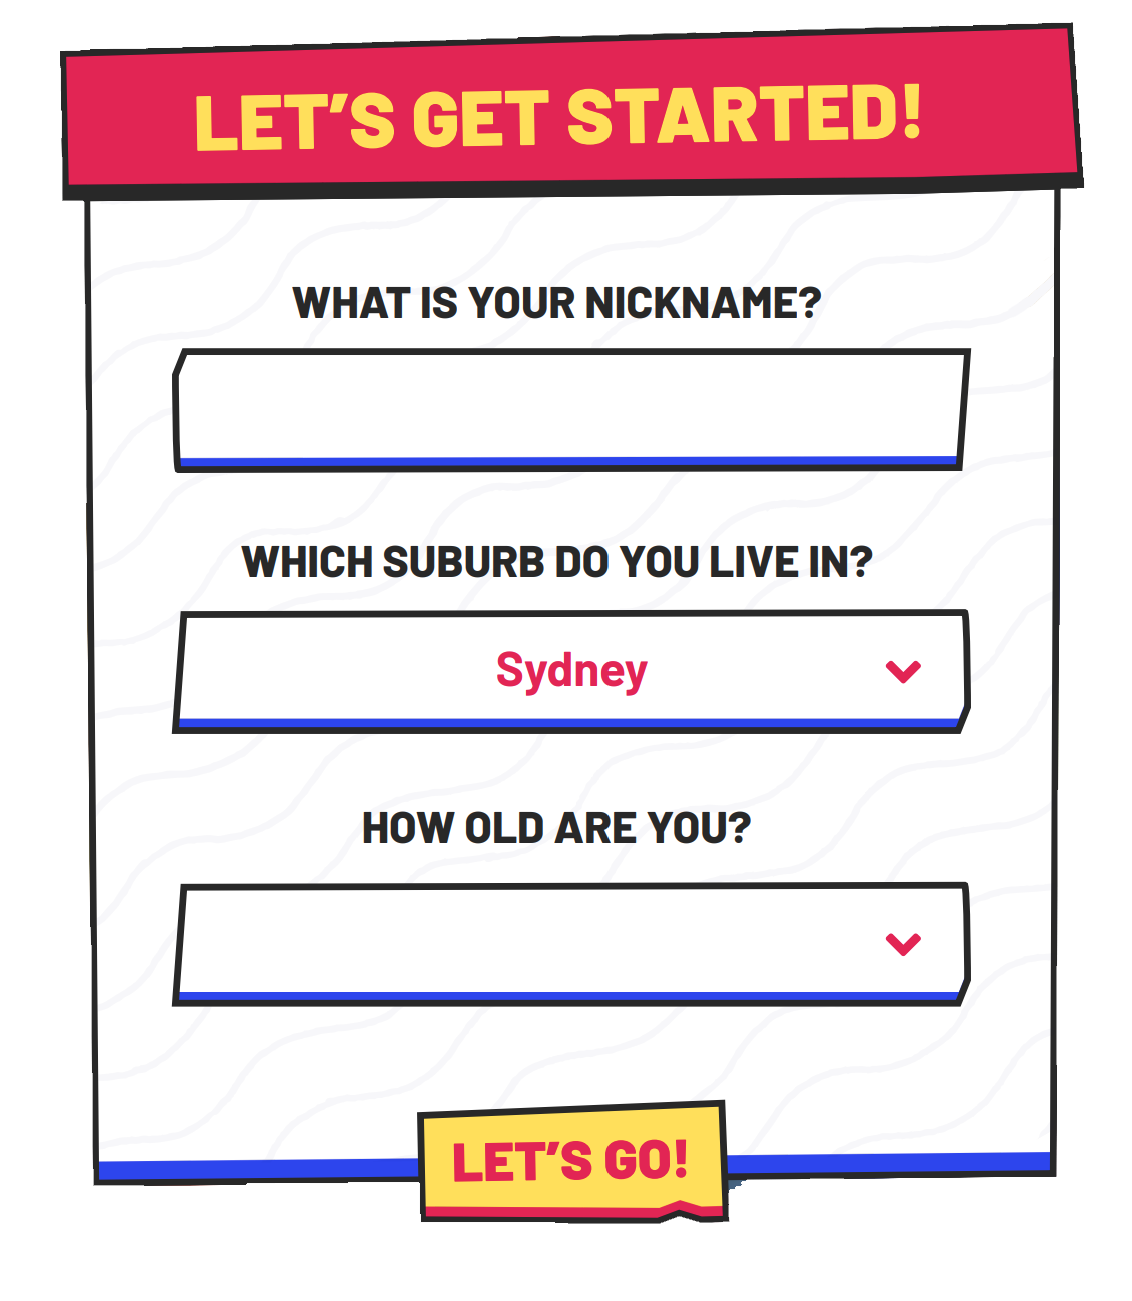 LET’S GET STARTED!
WHAT IS YOUR NICKNAME?
WHICH SUBURB DO YOU LIVE IN?
Sydney
HOW OLD ARE YOU?
LET’S GO!